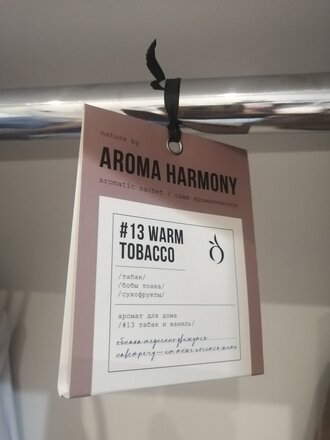 nature by
AROMA HARMONY
aromatic sachet / саше ароматическое
#13 WARM
TOBACCO
/табак/
/бобы тонка/
/сухофрукты/
аромат для дома
/#13 табак и ваниль/